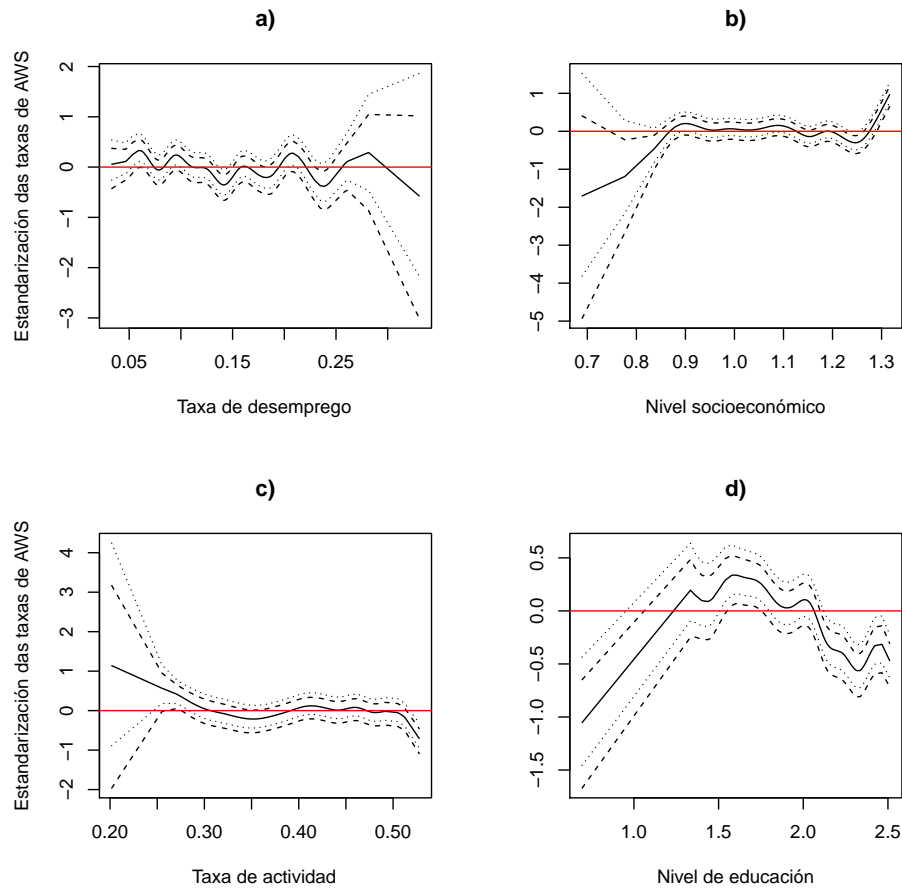 a)
b)
Estandarización das taxas de AWS
2
1
0
−1
−2
−3
0.05 0.15 0.25
Taxa de desemprego
1
0
−1
−2
−3
−4
−5
0.7 0.8 0.9 1.0 1.1 1.2 1.3
Nivel socioeconómico
c)
d)
Estandarización das taxas de AWS
4
3
2
1
0
−1
−2
0.20 0.30 0.40 0.50
Taxa de actividad
0.5
0.0
−0.5
−1.0
−1.5
1.0 1.5 2.0 2.5
Nivel de educación